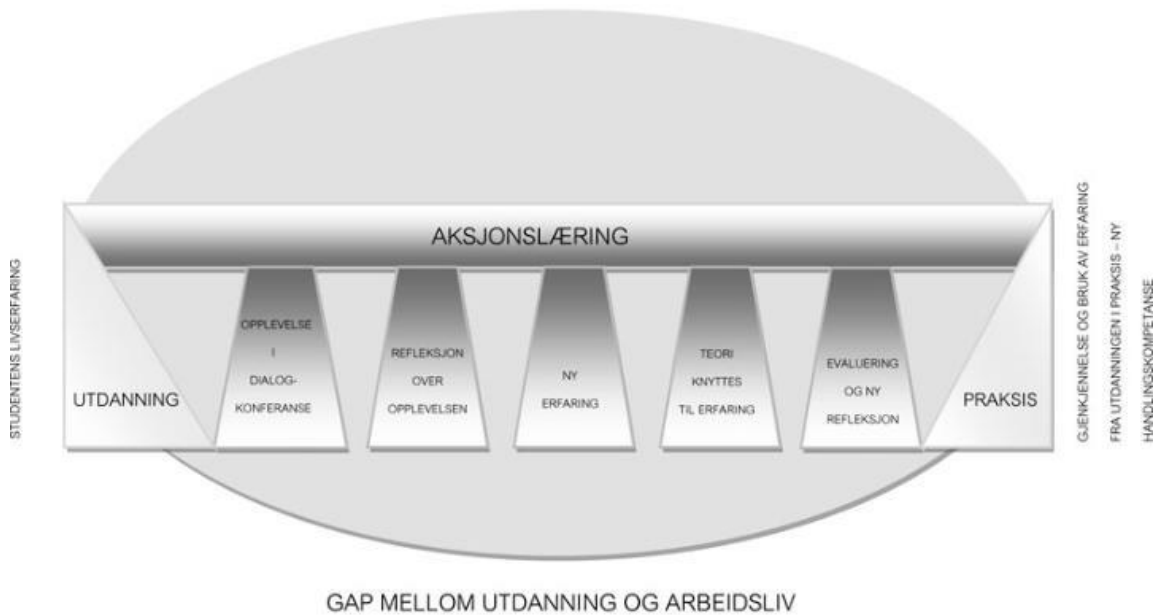 STUDENTENS LIVSERFARING
AKSJONSLÆRING
UTDANNING
OPPLEVELSE
I
DIALOG-
KONFERANSE
REFLEKSJON
OVER
OPPLEVELSEN
NY
ERFARING
TEORI
KNYTTES
TIL ERFARING
EVALUERING
OG NY
REFLEKSJON
PRAKSIS
GJENKJENNELSE OG BRUK AV ERFARING
FRA UTDANNINGEN I PRAKSIS – NY
HANDLINGSKOMPETANSE
GAP MELLOM UTDANNING OG ARBEIDSLIV